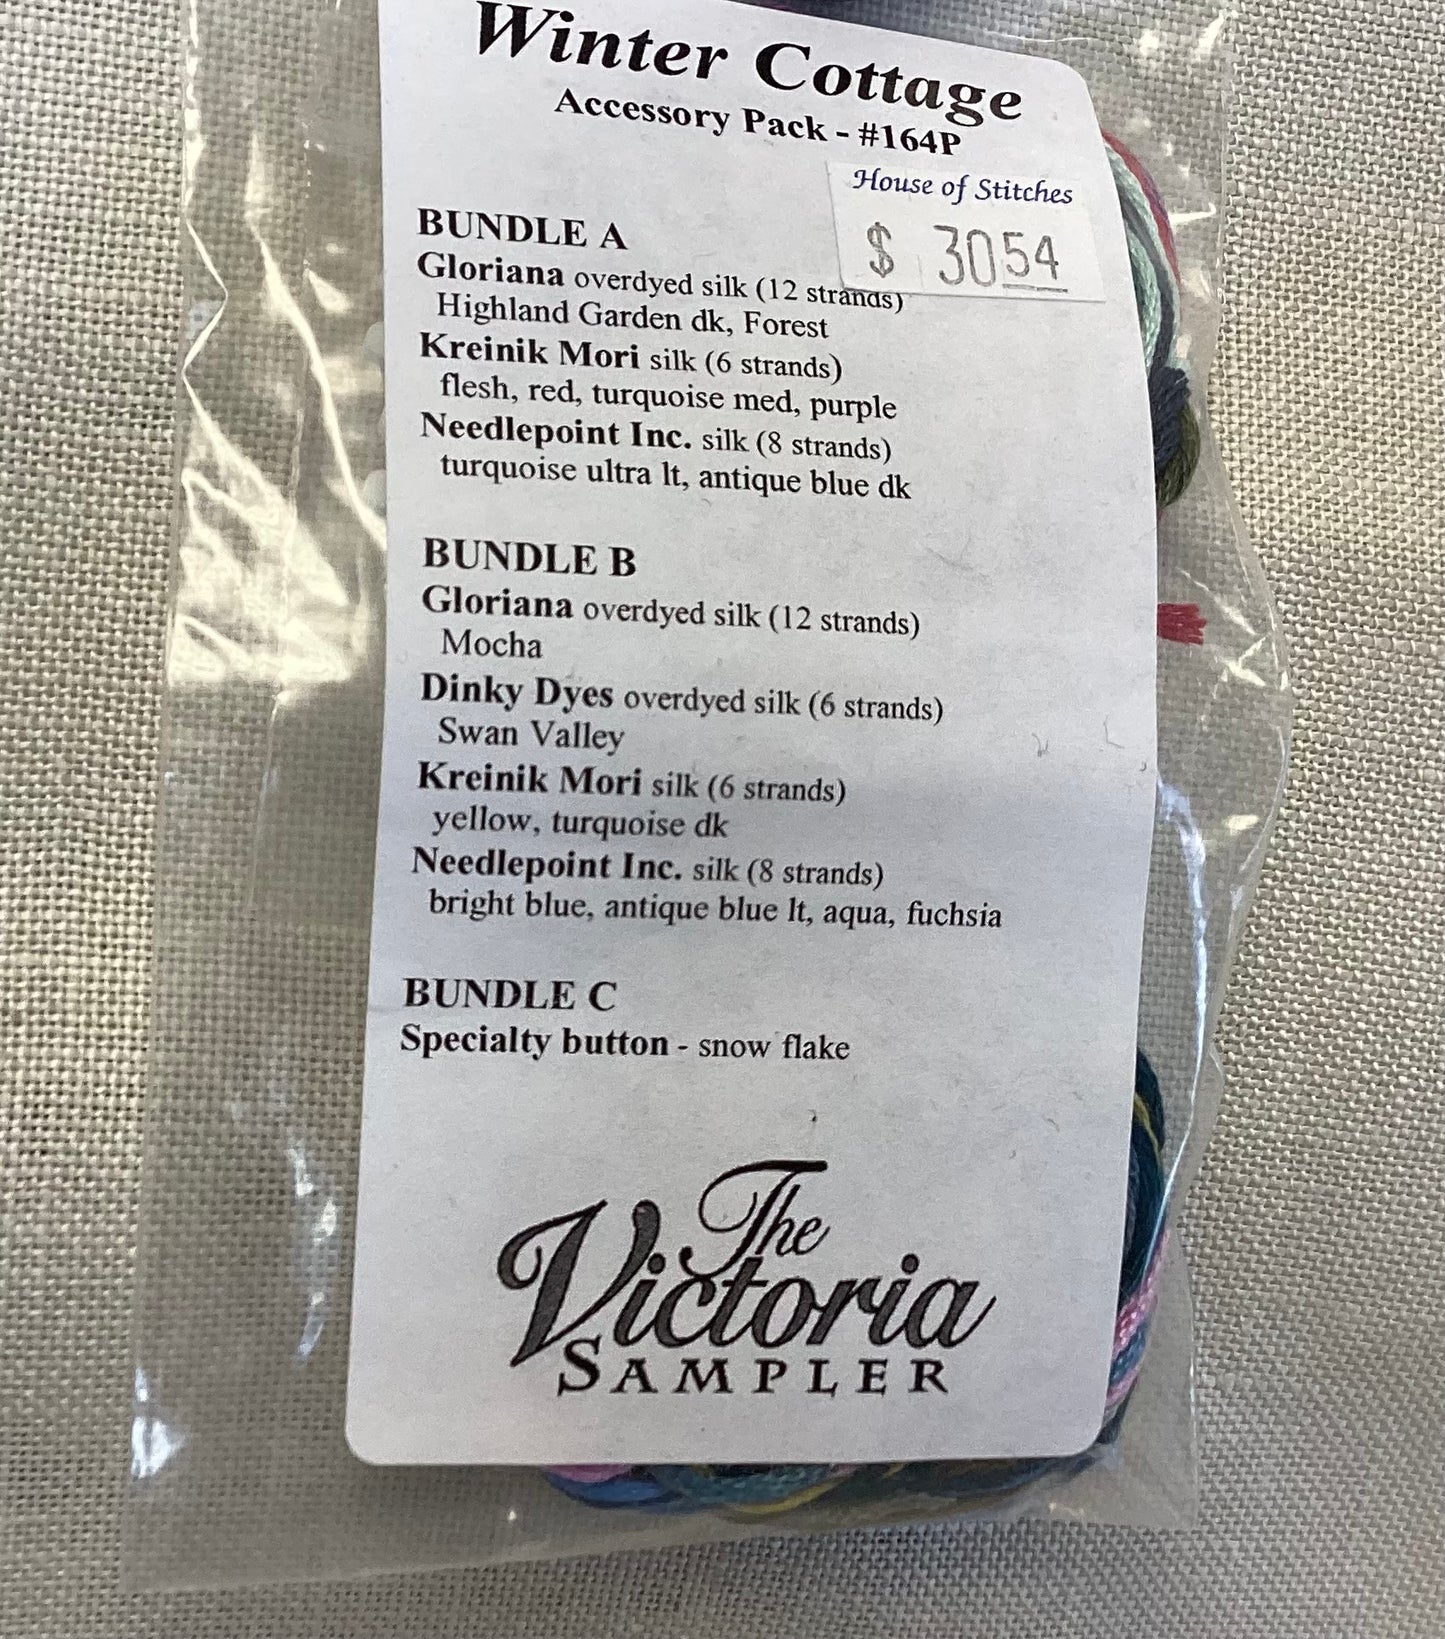 Winter Cottage
Accessory Pack - #164P
House of Stitches
$ 3054
BUNDLE A
Gloriana overdyed silk (12 strands)
Highland Garden dk, Forest
Kreinik Mori silk (6 strands)
flesh, red, turquoise med, purple
Needlepoint Inc. silk (8 strands)
turquoise ultra lt, antique blue dk
BUNDLE B
Gloriana overdyed silk (12 strands)
Mocha
Dinky Dyes overdyed silk (6 strands)
Swan Valley
Kreinik Mori silk (6 strands)
yellow, turquoise dk
Needlepoint Inc. silk (8 strands)
bright blue, antique blue lt, aqua, fuchsia
BUNDLE C
Specialty button - snow flake
The
Victoria
SAMPLER